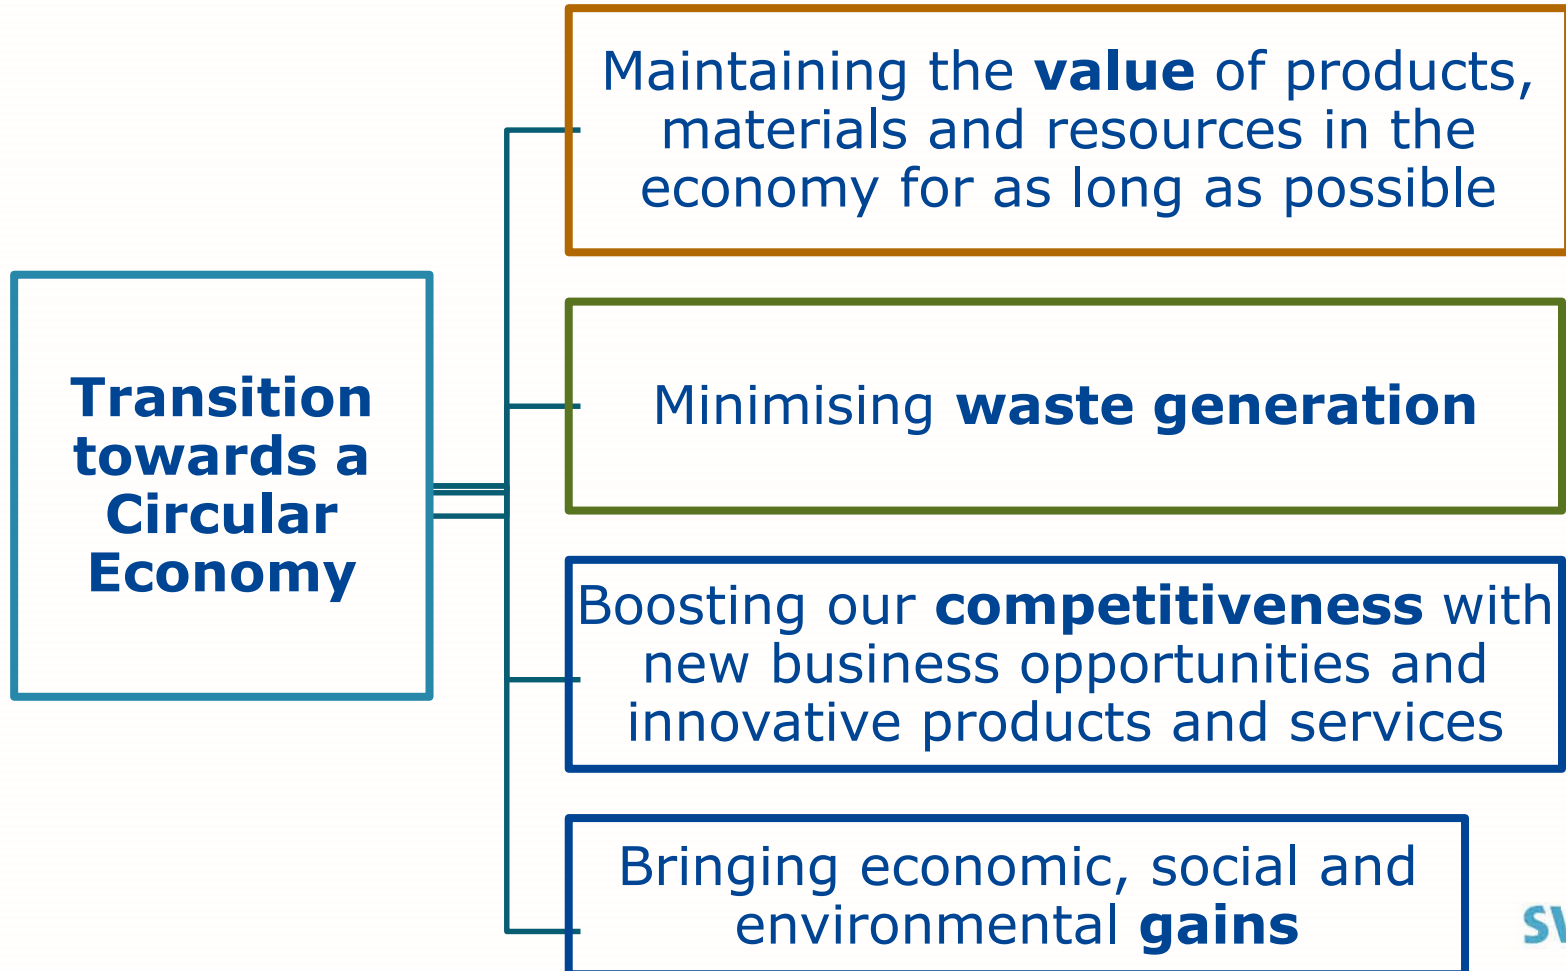 Maintaining the value of products,
materials and resources in the
economy for as long as possible
Transition
towards a
Circular
Economy
Minimising waste generation
Boosting our competitiveness with
new business opportunities and
innovative products and services
Bringing economic, social and
environmental gains